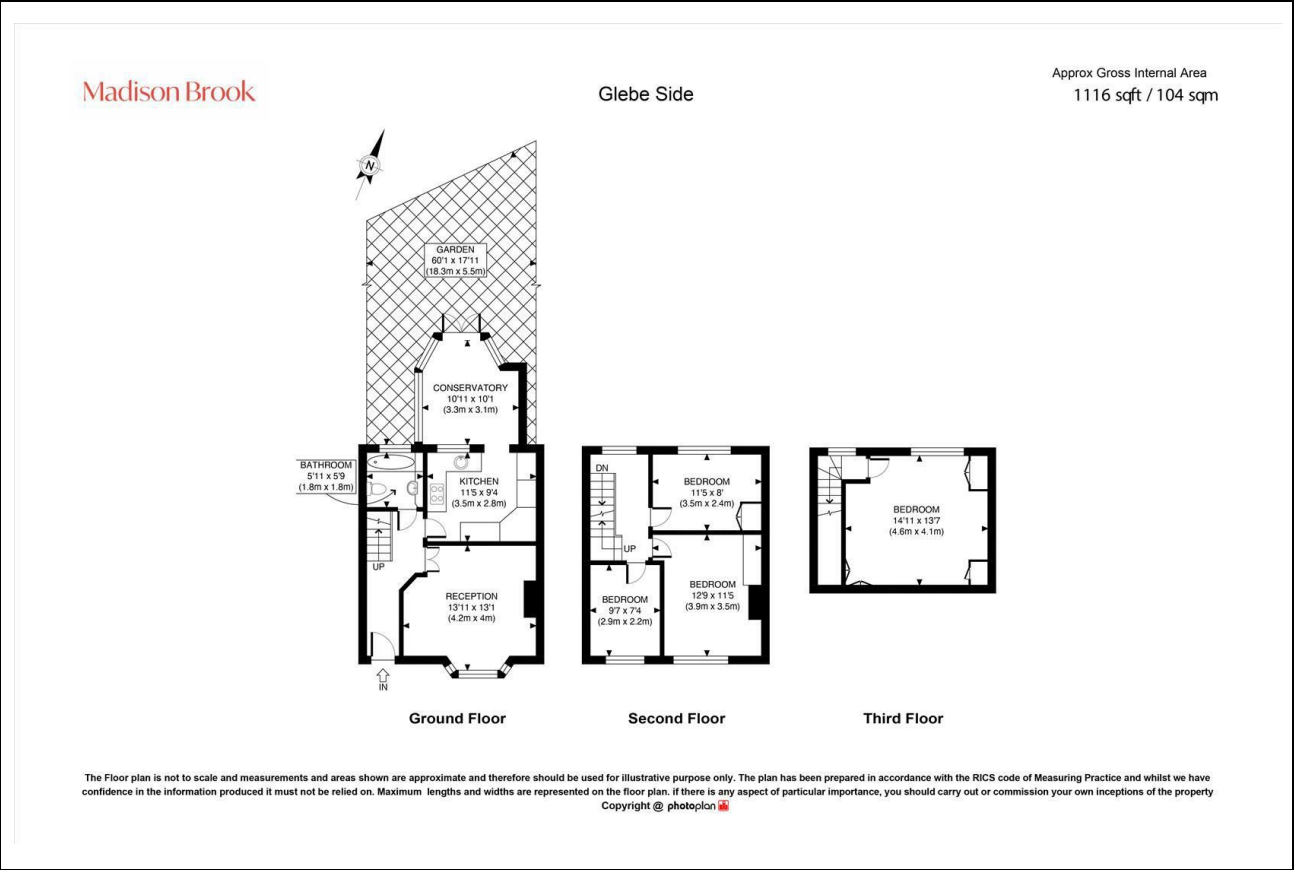 Madison Brook
Glebe Side
Approx Gross Internal Area
1116 sqft / 104 sqm
N
GARDEN
60'1 x 17'11
(18.3m x 5.5m)
CONSERVATORY
10'11 x 10'1
(3.3m x 3.1m)
BATHROOM
5'11 x 5'9
(1.8m x 1.8m)
KITCHEN
11'5 x 9'4
(3.5m x 2.8m)
UP
RECEPTION
13'11 x 13'1
(4.2m x 4m)
IN
Ground Floor
DN
BEDROOM
11'5 x 8'
(3.5m x 2.4m)
UP
BEDROOM
9'7 x 7'4
(2.9m x 2.2m)
BEDROOM
12'9 x 11'5
(3.9m x 3.5m)
Second Floor
BEDROOM
14'11 x 13'7
(4.6m x 4.1m)
Third Floor
The Floor plan is not to scale and measurements and areas shown are approximate and therefore should be used for illustrative purpose only. The plan has been prepared in accordance with the RICS code of Measuring Practice and whilst we have
confidence in the information produced it must not be relied on. Maximum lengths and widths are represented on the floor plan. if there is any aspect of particular importance, you should carry out or commission your own inceptions of the property
Copyright @ photoplan